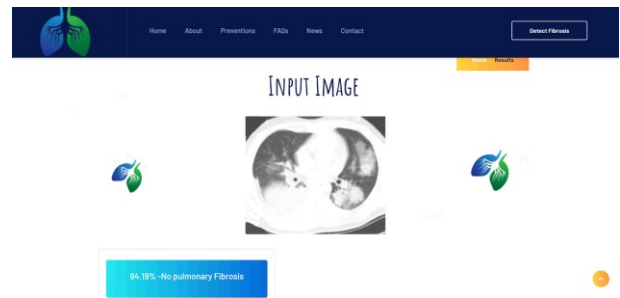 Home About Preventions FAQs News Contact Detect Fibrosis
Home Results
INPUT IMAGE
94.19% -No pulmonary Fibrosis